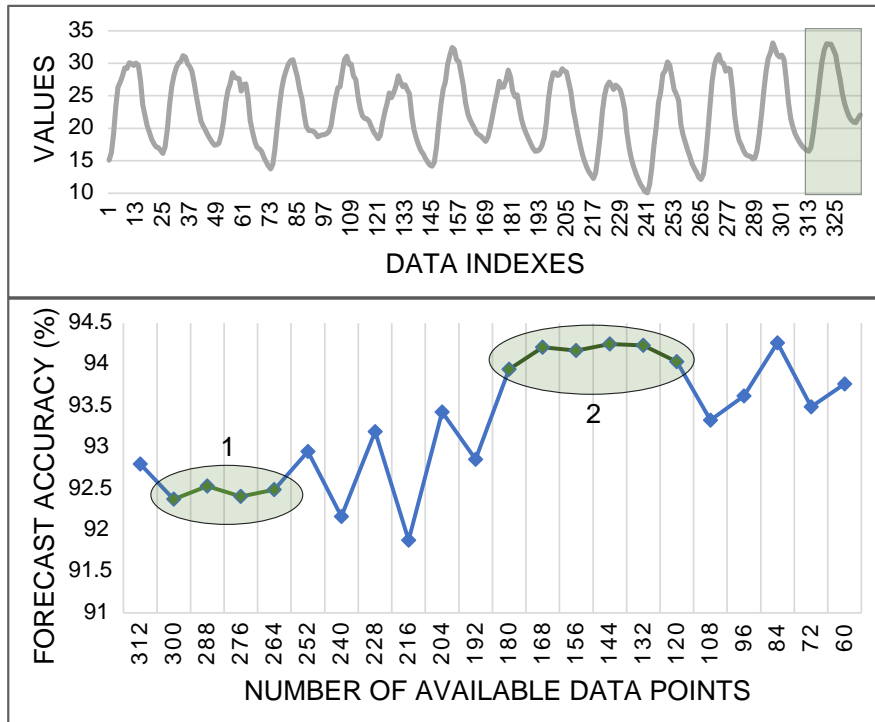 35
30
25
20
15
10
VALUES
1 13 25 37 49 61 73 85 97 109 121 133 145 157 169 181 193 205 217 229 241 253 265 277 289 301 313 325
DATA INDEXES
94.5
94
93.5
93
92.5
92
91.5
91
FORECAST ACCURACY (%)
1
2
312 300 288 276 264 252 240 228 216 204 192 180 168 156 144 132 120 108 96 84 72 60
NUMBER OF AVAILABLE DATA POINTS